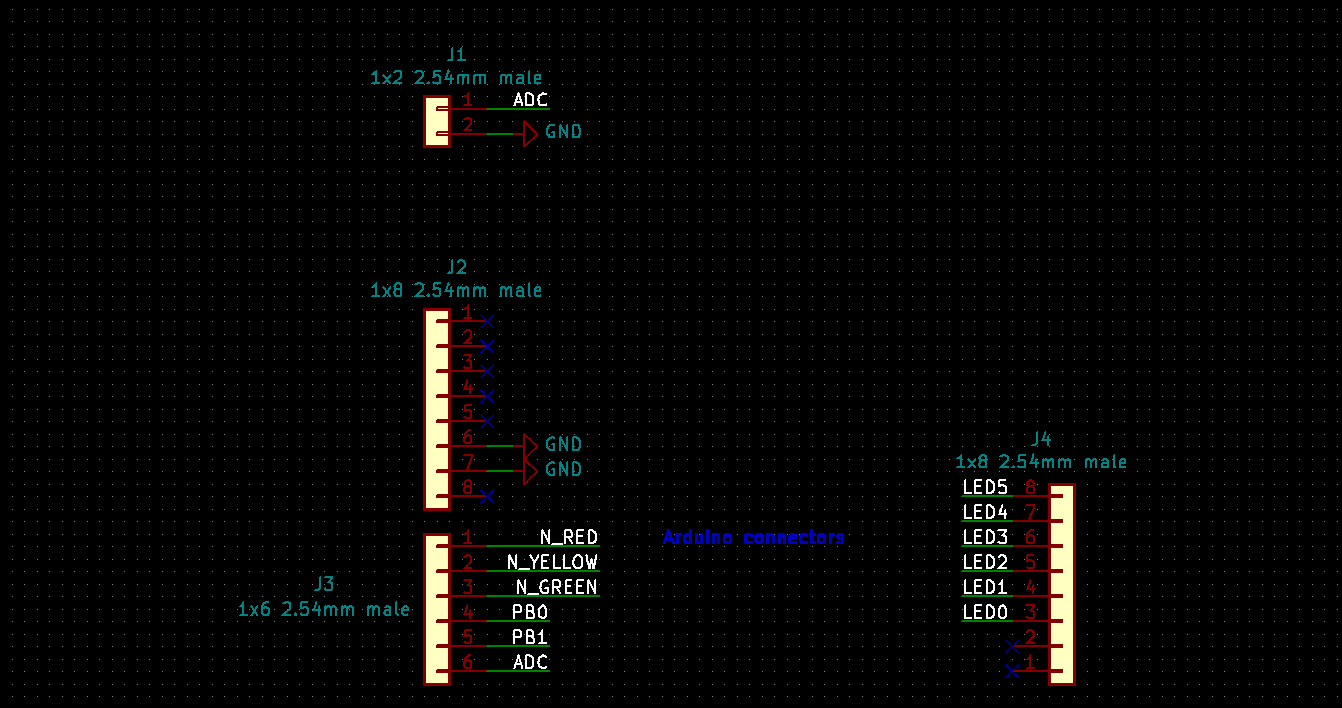 J1
1x2 2.54mm male
1 ADC
2 GND
J2
1x8 2.54mm male
1
2
3
4
5
6 GND
7 GND
8
J3
1x6 2.54mm male
1 N_RED
2 N_YELLOW
3 N_GREEN
4 PB0
5 PB1
6 ADC
Arduino connectors
J4
1x8 2.54mm male
LED5 8
LED4 7
LED3 6
LED2 5
LED1 4
LED0 3
2
1